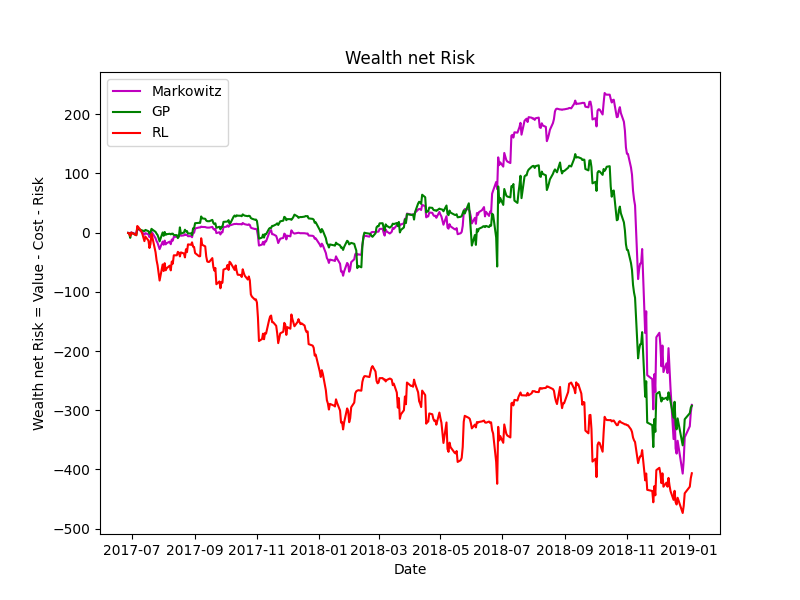 Wealth net Risk
Markowitz
GP
RL
Wealth net Risk = Value - Cost - Risk
200
100
0
−100
−200
−300
−400
−500
2017-07 2017-09 2017-11 2018-01 2018-03 2018-05 2018-07 2018-09 2018-11 2019-01
Date